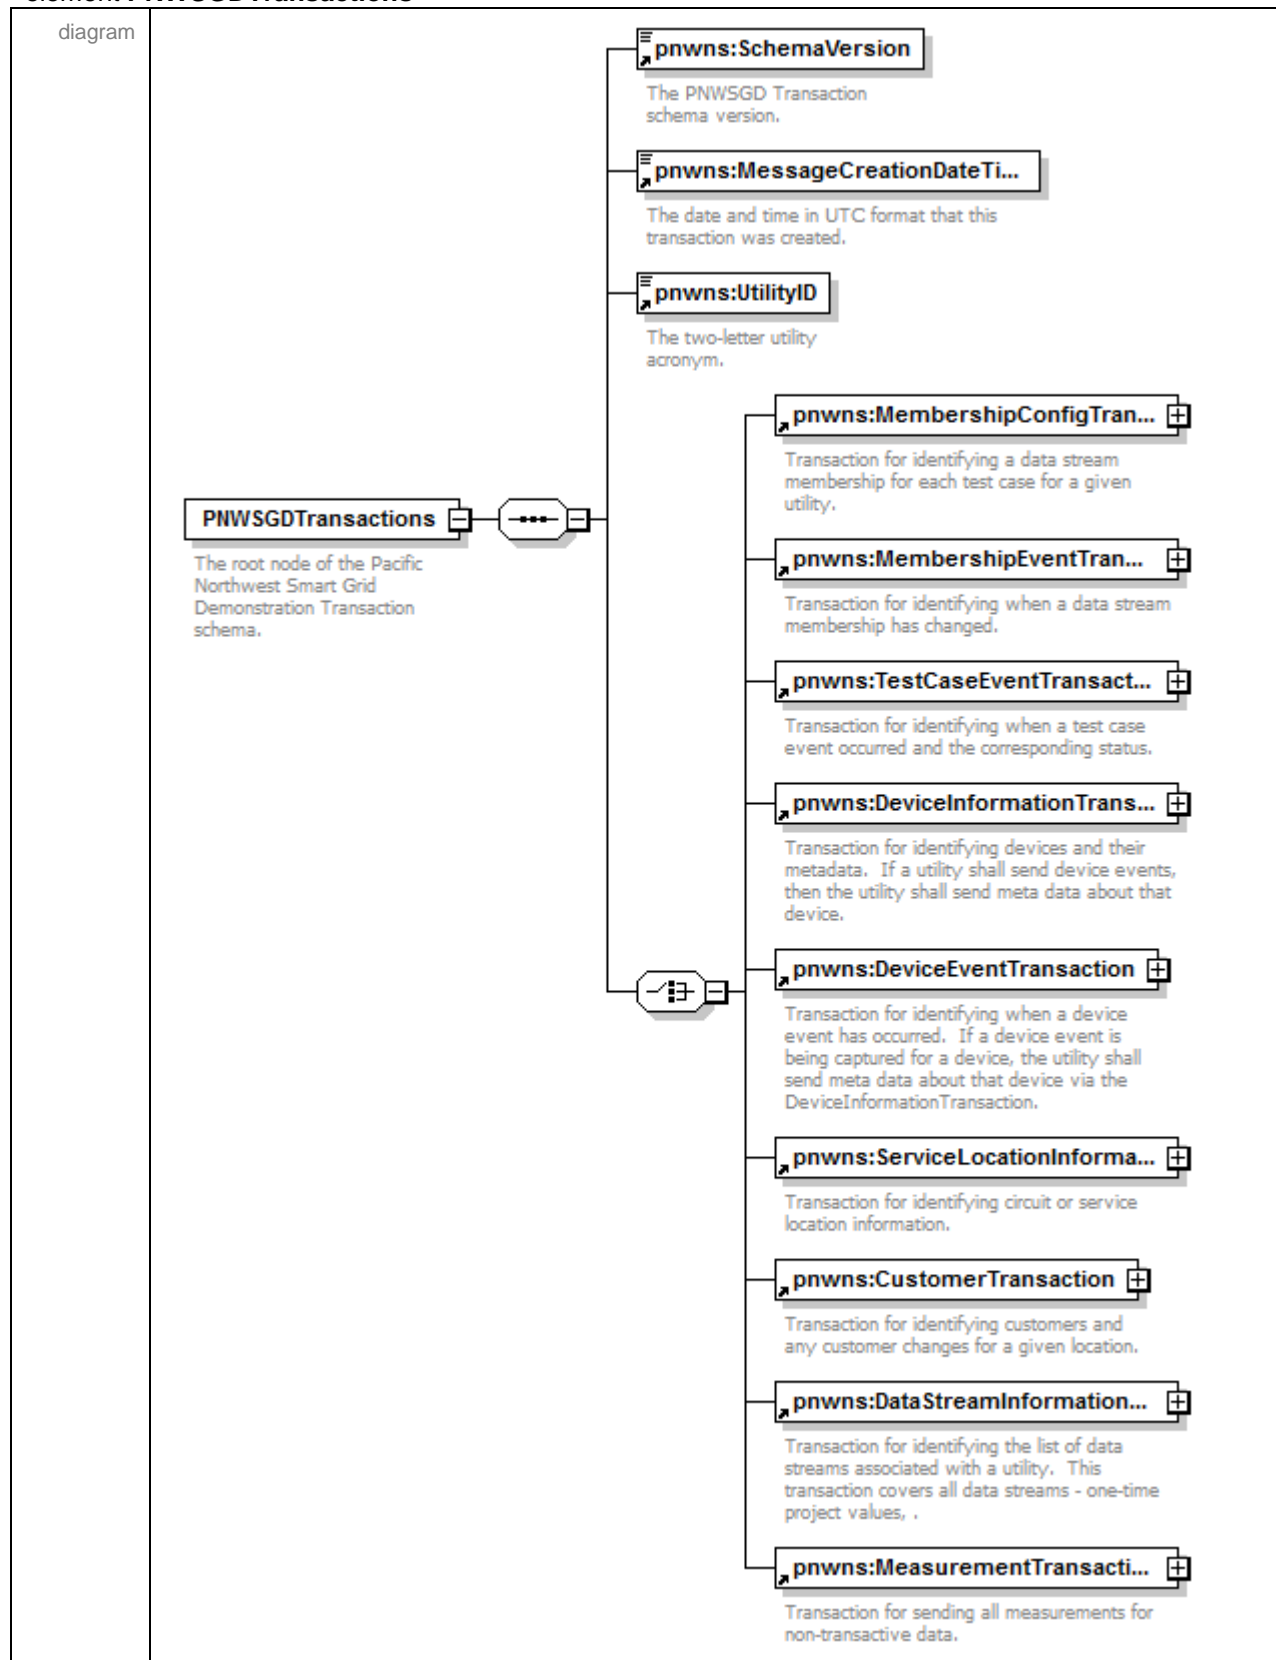 element PNWSGDTransactions
diagram
pnwns:SchemaVersion
The PNWSGD Transaction
schema version.
pnwns:MessageCreationDateTi...
The date and time in UTC format that this
transaction was created.
pnwns:UtilityID
The two-letter utility
acronym.
PNWSGDTransactions
The root node of the Pacific
Northwest Smart Grid
Demonstration Transaction
schema.
pnwns:MembershipConfigTran...
Transaction for identifying a data stream
membership for each test case for a given
utility.
pnwns:MembershipEventTran...
Transaction for identifying when a data stream
membership has changed.
pnwns:TestCaseEventTransact...
Transaction for identifying when a test case
event occurred and the corresponding status.
pnwns:DeviceInformationTrans...
Transaction for identifying devices and their
metadata.  If a utility shall send device events,
then the utility shall send meta data about that
device.
pnwns:DeviceEventTransaction
Transaction for identifying when a device
event has occurred.  If a device event is
being captured for a device, the utility shall
send meta data about that device via the
DeviceInformationTransaction.
pnwns:ServiceLocationInforma...
Transaction for identifying circuit or service
location information.
pnwns:CustomerTransaction
Transaction for identifying customers and
any customer changes for a given location.
pnwns:DataStreamInformation...
Transaction for identifying the list of data
streams associated with a utility.  This
transaction covers all data streams - one-time
project values, .
pnwns:MeasurementTransacti...
Transaction for sending all measurements for
non-transactive data.